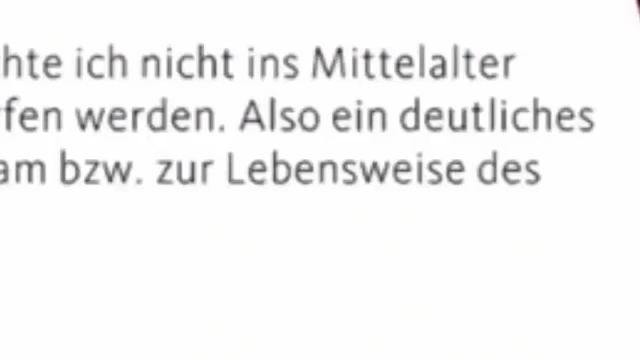 hte ich nicht ins Mittelalter
fen werden. Also ein deutliches
am bzw. zur Lebensweise des